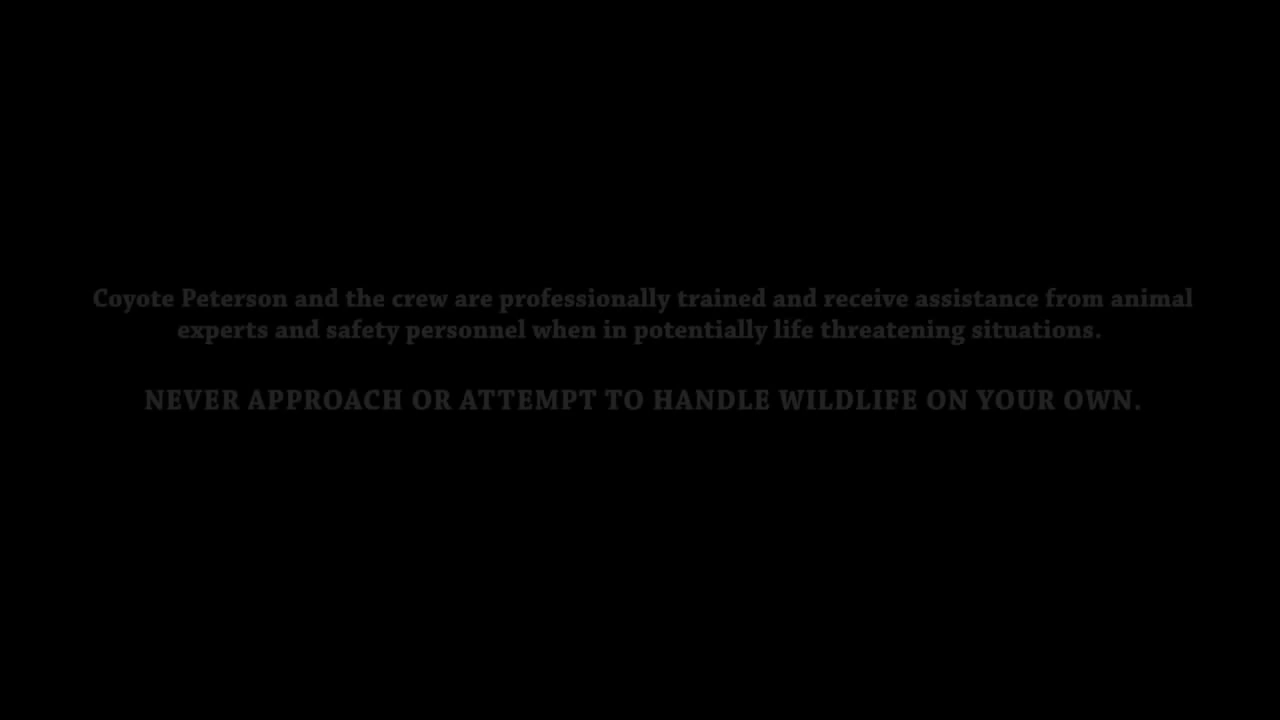 Coyote Peterson and the crew are professionally trained and receive assistance from animal
experts and safety personnel when in potentially life threatening situations.
NEVER APPROACH OR ATTEMPT TO HANDLE WILDLIFE ON YOUR OWN.